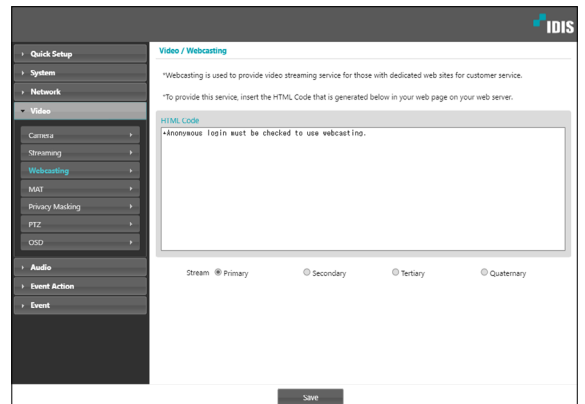 IDIS
Quick Setup
System
Network
Video
Camera
Streaming
Webcasting
MAT
Privacy Masking
PTZ
OSD
Audio
Event Action
Event
Video / Webcasting
*Webcasting is used to provide video streaming service for those with dedicated web sites for customer service.
*To provide this service, insert the HTML Code that is generated below in your web page on your web server.
HTML Code
*Anonymous login must be checked to use webcasting.
Stream Primary Secondary Tertiary Quaternary
Save